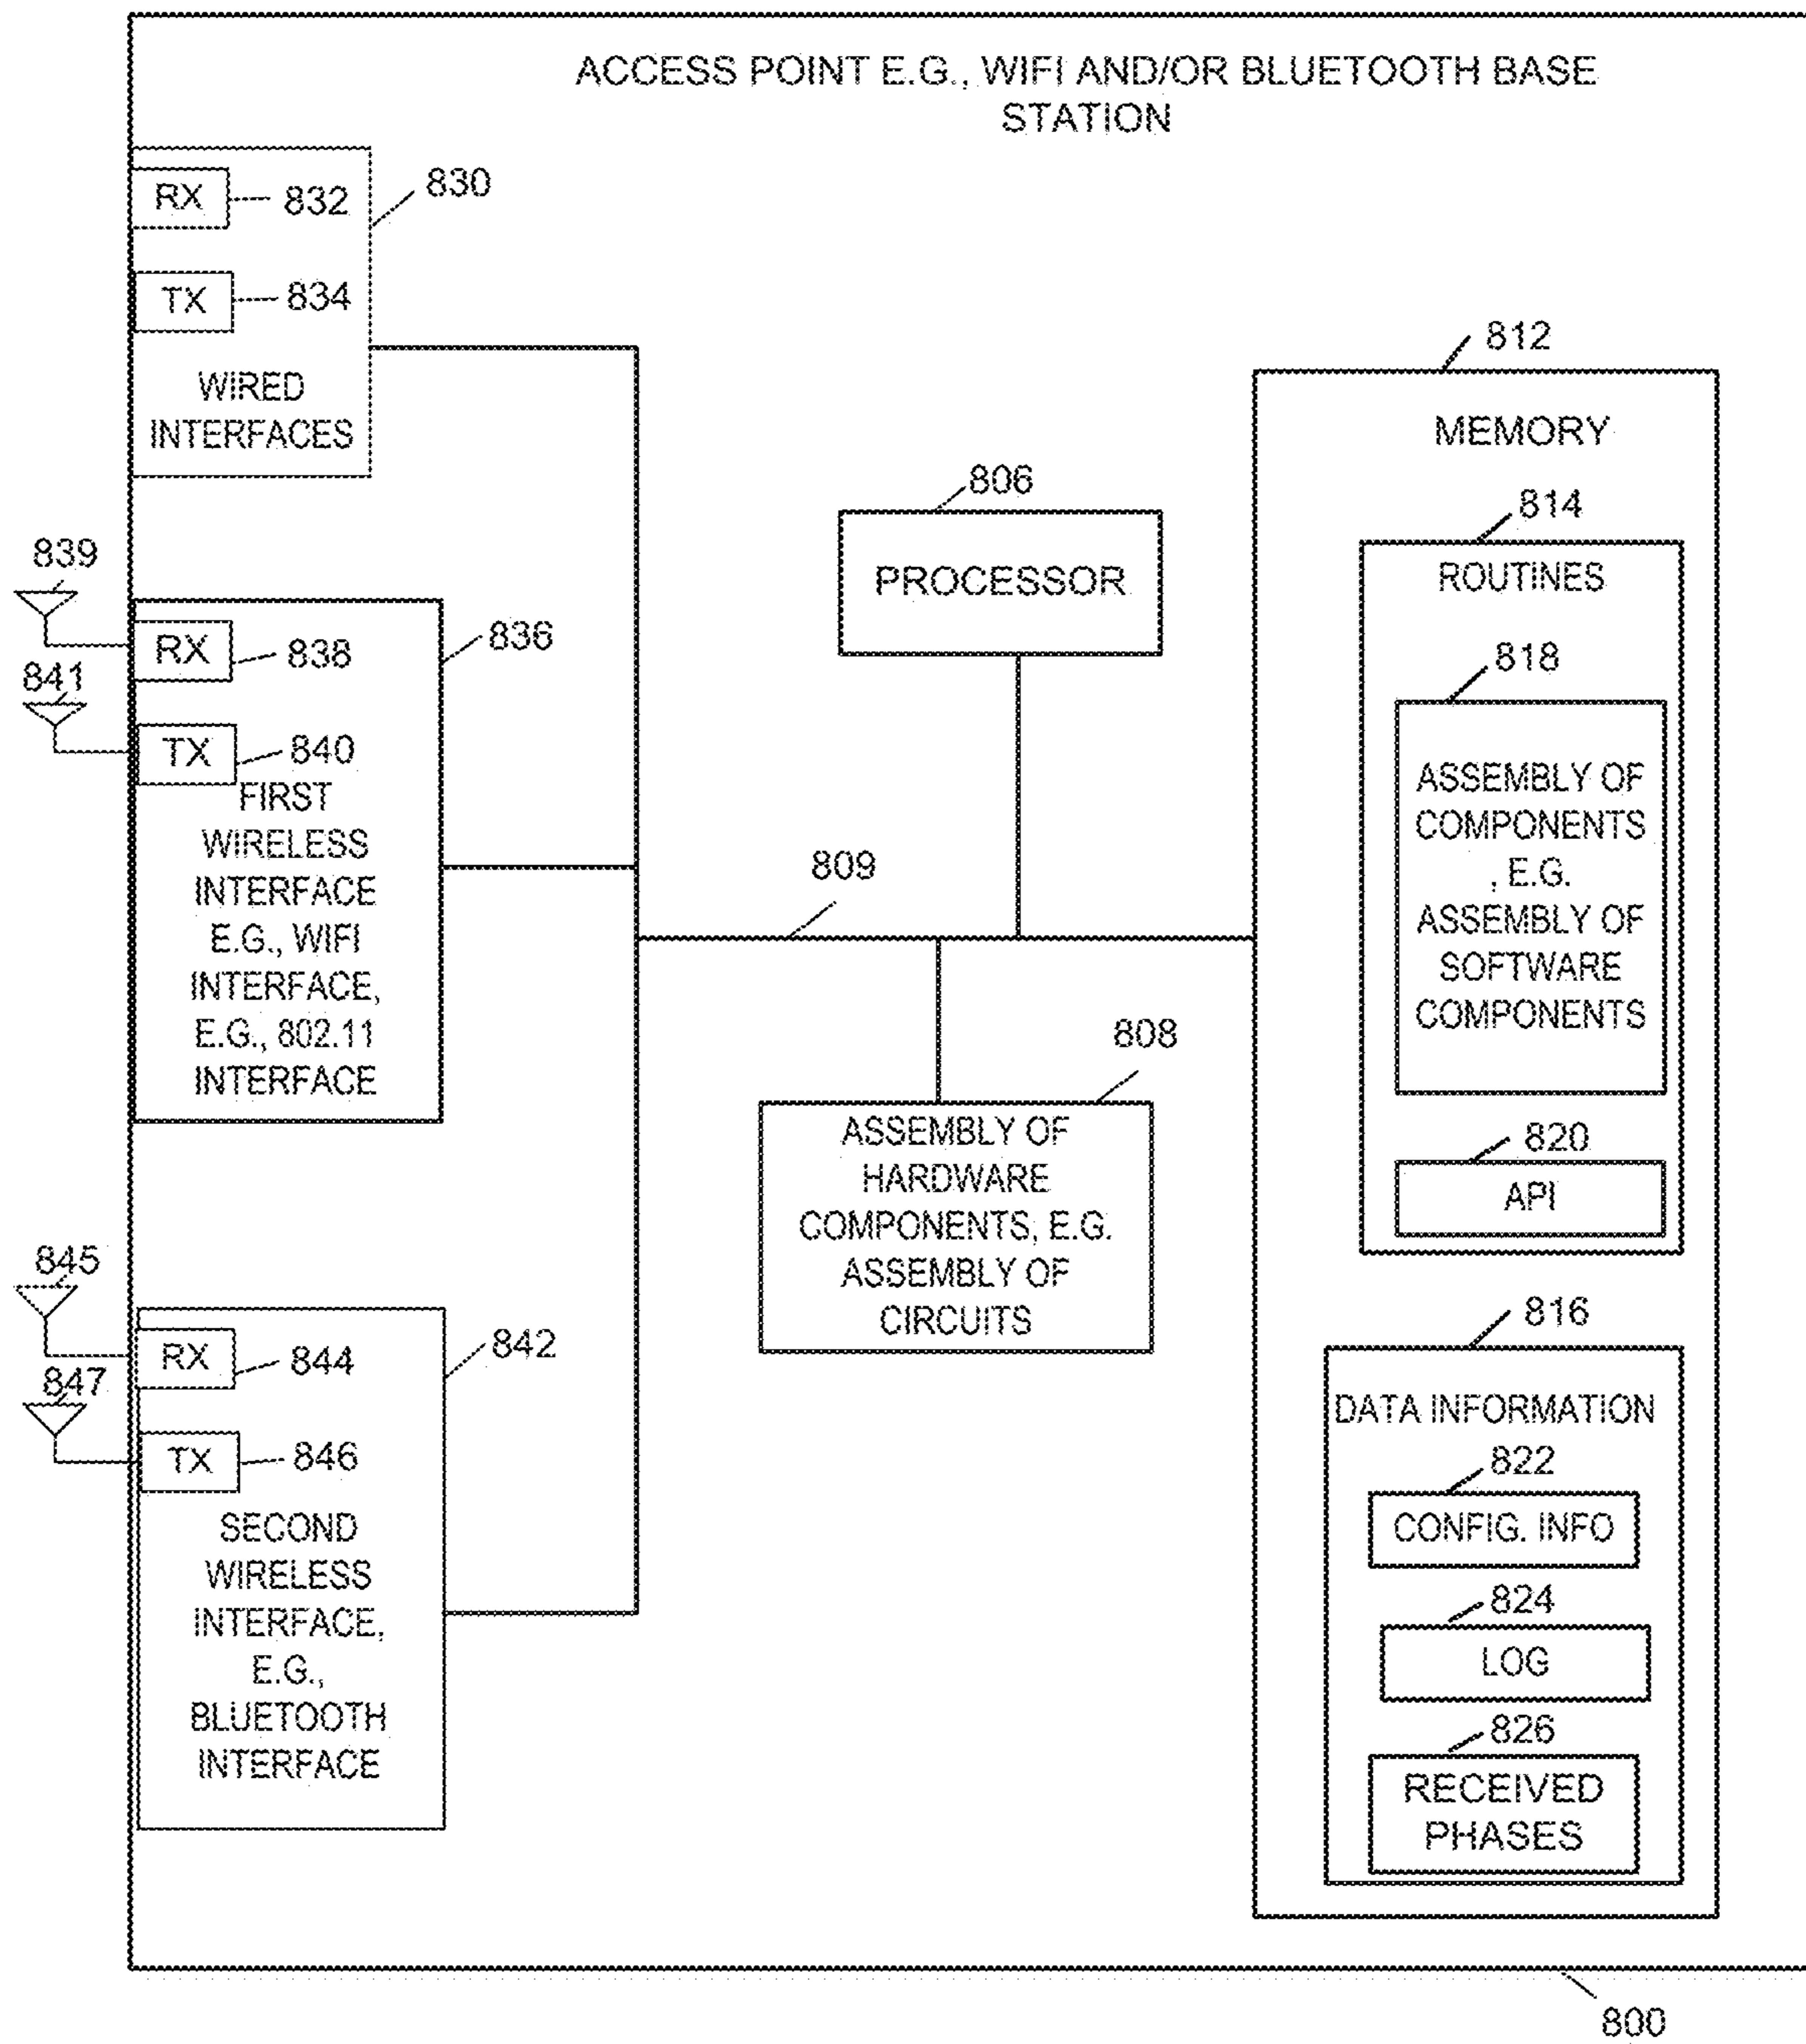 ACCESS POINT E.G., WIFI AND/OR BLUETOOTH BASE
STATION
RX
832
830
TX
834
WIRED
INTERFACES
839
RX
838
836
841
TX
840
FIRST
WIRELESS
INTERFACE
E.G., WIFI
INTERFACE,
E.G., 802.11
INTERFACE
845
RX
844
842
847
TX
846
SECOND
WIRELESS
INTERFACE,
E.G.,
BLUETOOTH
INTERFACE
806
PROCESSOR
809
808
ASSEMBLY OF
HARDWARE
COMPONENTS, E.G.
ASSEMBLY OF
CIRCUITS
812
MEMORY
814
ROUTINES
818
ASSEMBLY OF
COMPONENTS
, E.G.
ASSEMBLY OF
SOFTWARE
COMPONENTS
820
API
816
DATA INFORMATION
822
CONFIG. INFO
824
LOG
826
RECEIVED
PHASES
800